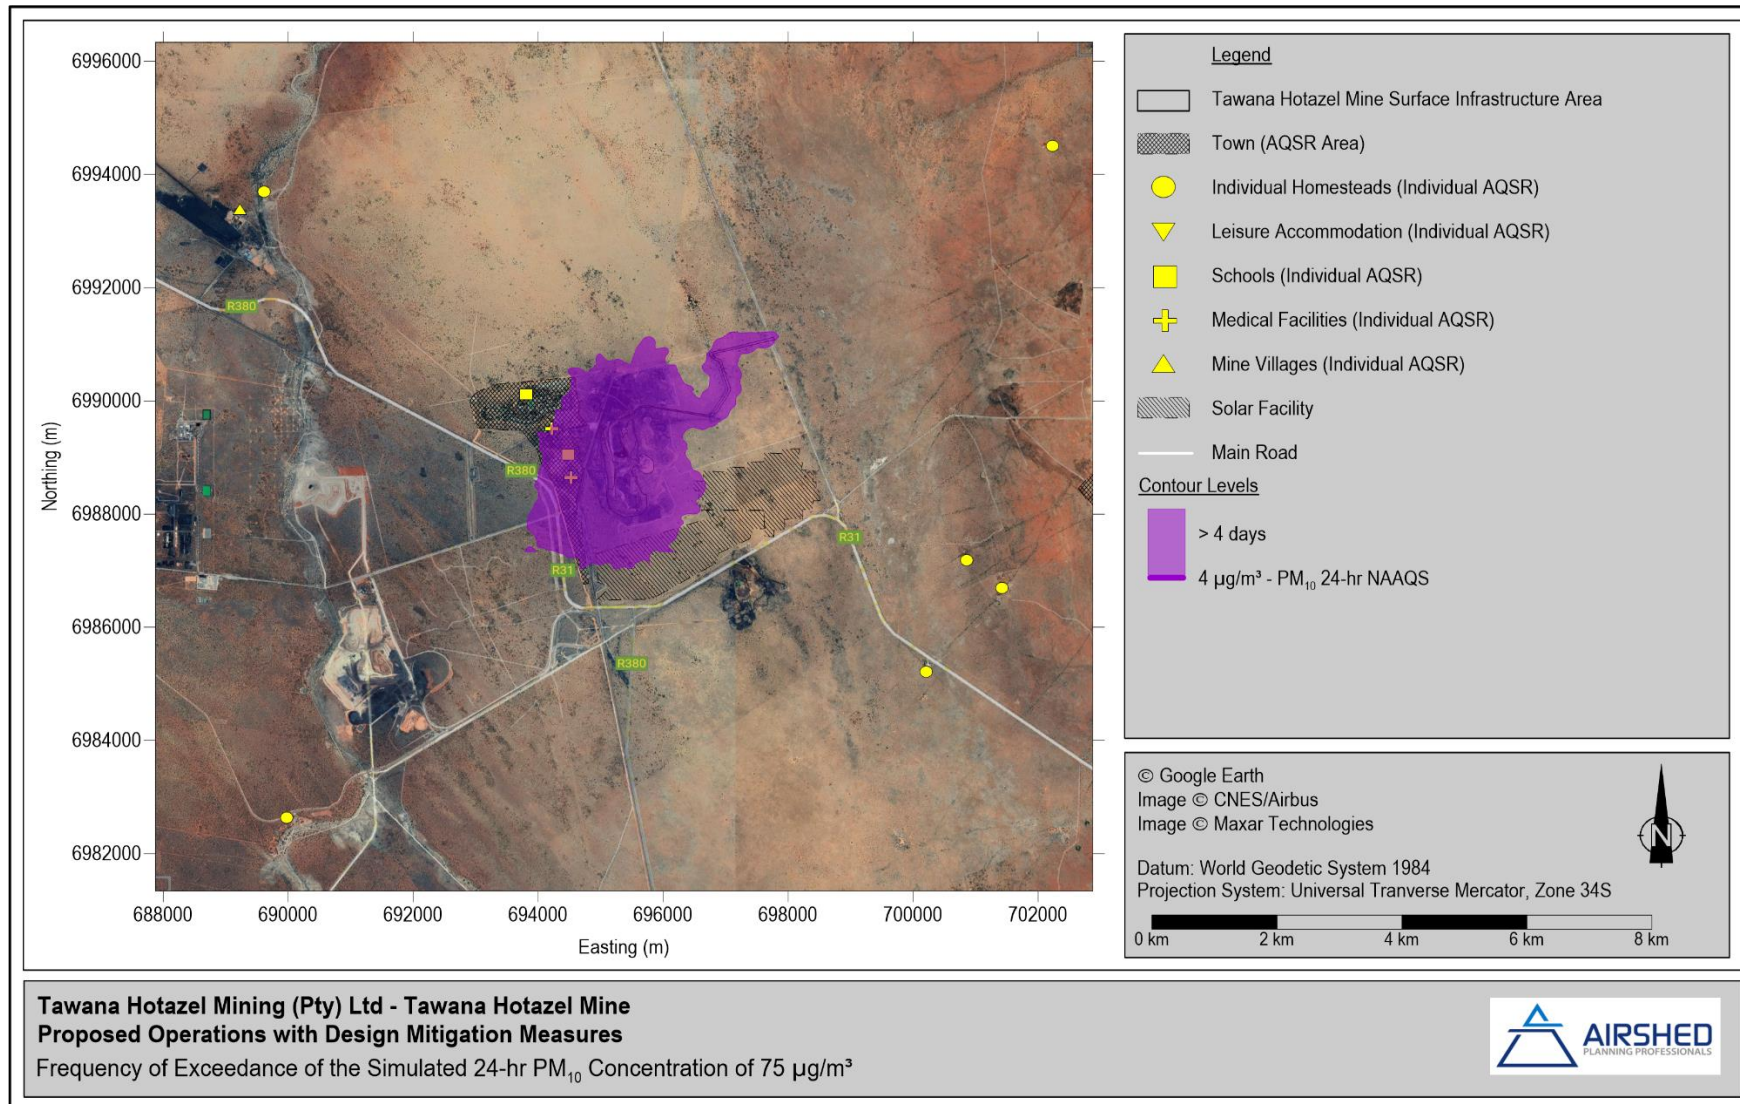 6996000
6994000
6992000
6990000
6988000
6986000
6984000
6982000
Northing (m)
688000
690000
692000
694000
696000
698000
700000
702000
Easting (m)
R380
R380
R31
R31
R380
Legend
Tawana Hotazel Mine Surface Infrastructure Area
Town (AQSR Area)
Individual Homesteads (Individual AQSR)
Leisure Accommodation (Individual AQSR)
Schools (Individual AQSR)
Medical Facilities (Individual AQSR)
Mine Villages (Individual AQSR)
Solar Facility
Main Road
Contour Levels
> 4 days
4 µg/m³ - PM₁₀ 24-hr NAAQS
© Google Earth
Image © CNES/Airbus
Image © Maxar Technologies
N
Datum: World Geodetic System 1984
Projection System: Universal Tranverse Mercator, Zone 34S
0 km 2 km 4 km 6 km 8 km
Tawana Hotazel Mining (Pty) Ltd - Tawana Hotazel Mine
Proposed Operations with Design Mitigation Measures
Frequency of Exceedance of the Simulated 24-hr PM₁₀ Concentration of 75 µg/m³
AIRSHED
PLANNING PROFESSIONALS